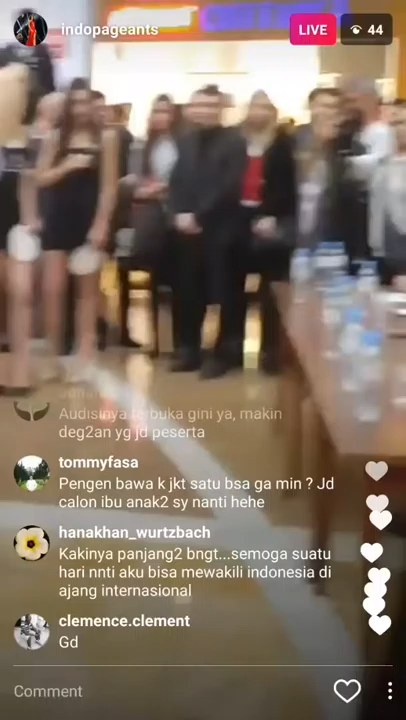 indopageants
LIVE
44
Audisinya terbuka gini ya, makin
deg2an yg jd peserta
tommyfasa
Pengen bawa k jkt satu bsa ga min ? Jd
calon ibu anak2 sy nanti hehe
hanakhan_wurtzbach
Kakinya panjang2 bngt...semoga suatu
hari nnti aku bisa mewakili indonesia di
ajang internasional
clemence.clement
Gd
Comment